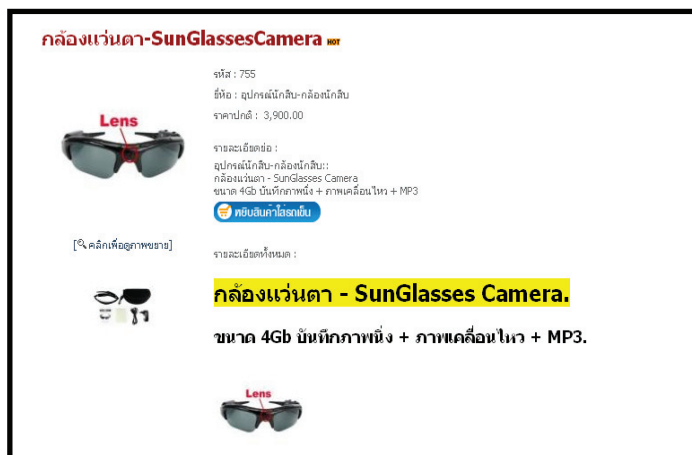 กล้องแว่นตา-SunGlassesCamera HOT
รหัส : 755
ยี่ห้อ : อุปกรณ์นักสืบ-กล้องนักสืบ
ราคาปกติ : 3,900.00
Lens
รายละเอียดย่อ :
อุปกรณ์นักสืบ-กล้องนักสืบ::
กล้องแว่นตา - SunGlasses Camera
ขนาด 4Gb บันทึกภาพนิ่ง + ภาพเคลื่อนไหว + MP3
หยิบสินค้าใส่รถเข็น
[คลิกเพื่อดูภาพขยาย]
รายละเอียดทั้งหมด :
กล้องแว่นตา - SunGlasses Camera.
ขนาด 4Gb บันทึกภาพนิ่ง + ภาพเคลื่อนไหว + MP3.
Lens